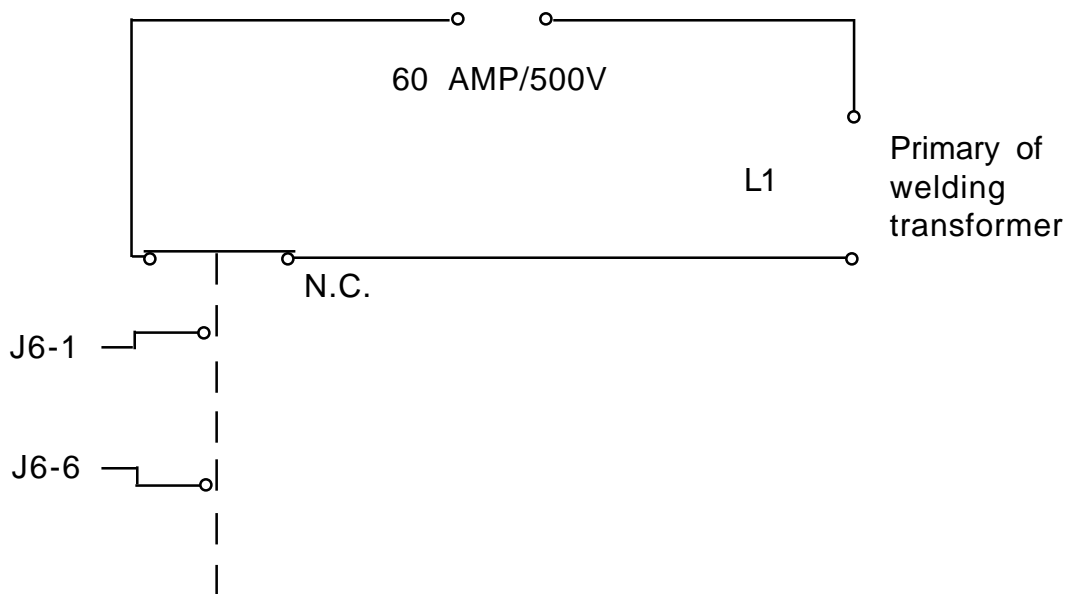 60 AMP/500V
L1
Primary of
welding
transformer
N.C.
J6-1
J6-6